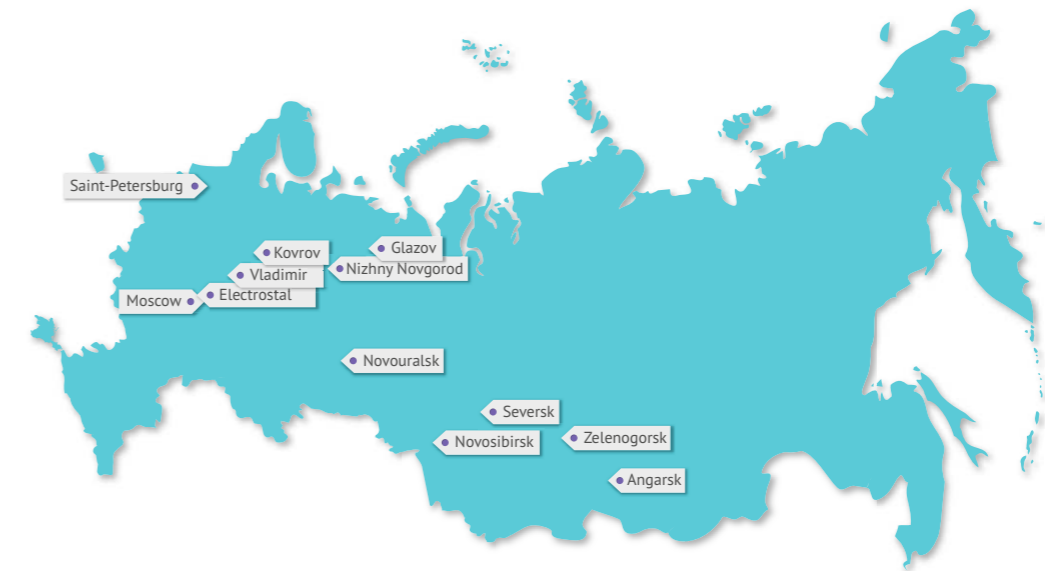 Saint-Petersburg
Glazov
Kovrov
Nizhny Novgorod
Vladimir
Electrostal
Moscow
Novouralsk
Seversk
Zelenogorsk
Novosibirsk
Angarsk